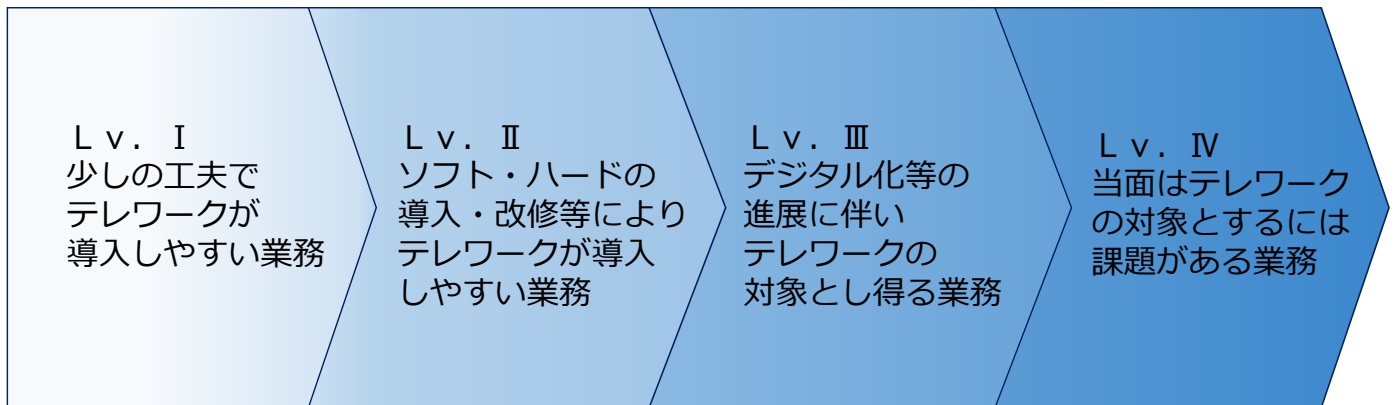 Ｌｖ．Ⅰ
少しの工夫で
テレワークが
導入しやすい業務
Ｌｖ．Ⅱ
ソフト・ハードの
導入・改修等により
テレワークが導入
しやすい業務
Ｌｖ．Ⅲ
デジタル化等の
進展に伴い
テレワークの
対象とし得る業務
Ｌｖ．Ⅳ
当面はテレワーク
の対象とするには
課題がある業務